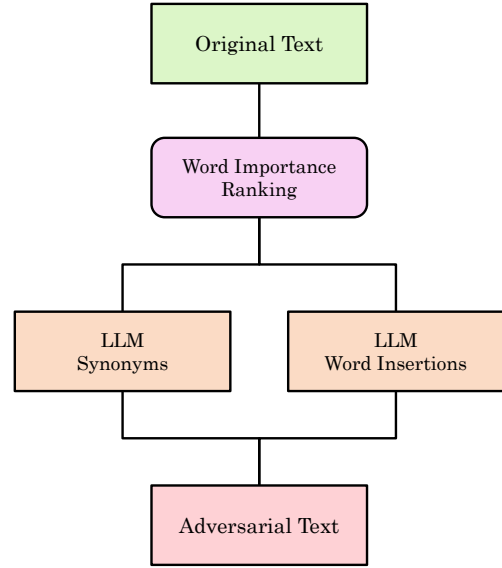 Original Text
Word Importance
Ranking
LLM
Synonyms
LLM
Word Insertions
Adversarial Text